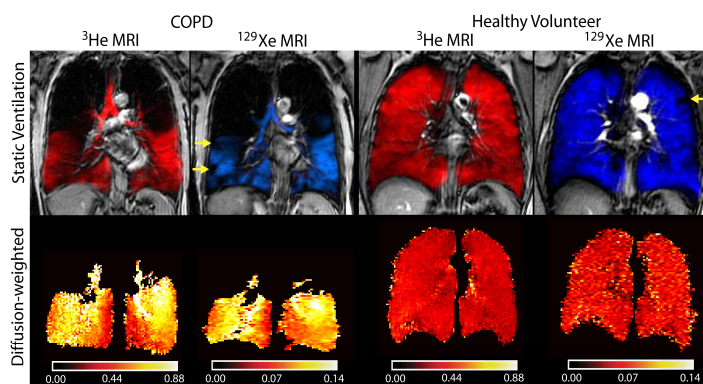 COPD Healthy Volunteer
³He MRI ¹²⁹Xe MRI ³He MRI ¹²⁹Xe MRI
Static Ventilation
Diffusion-weighted
0.00 0.44 0.88 0.00 0.07 0.14 0.00 0.44 0.88 0.00 0.07 0.14